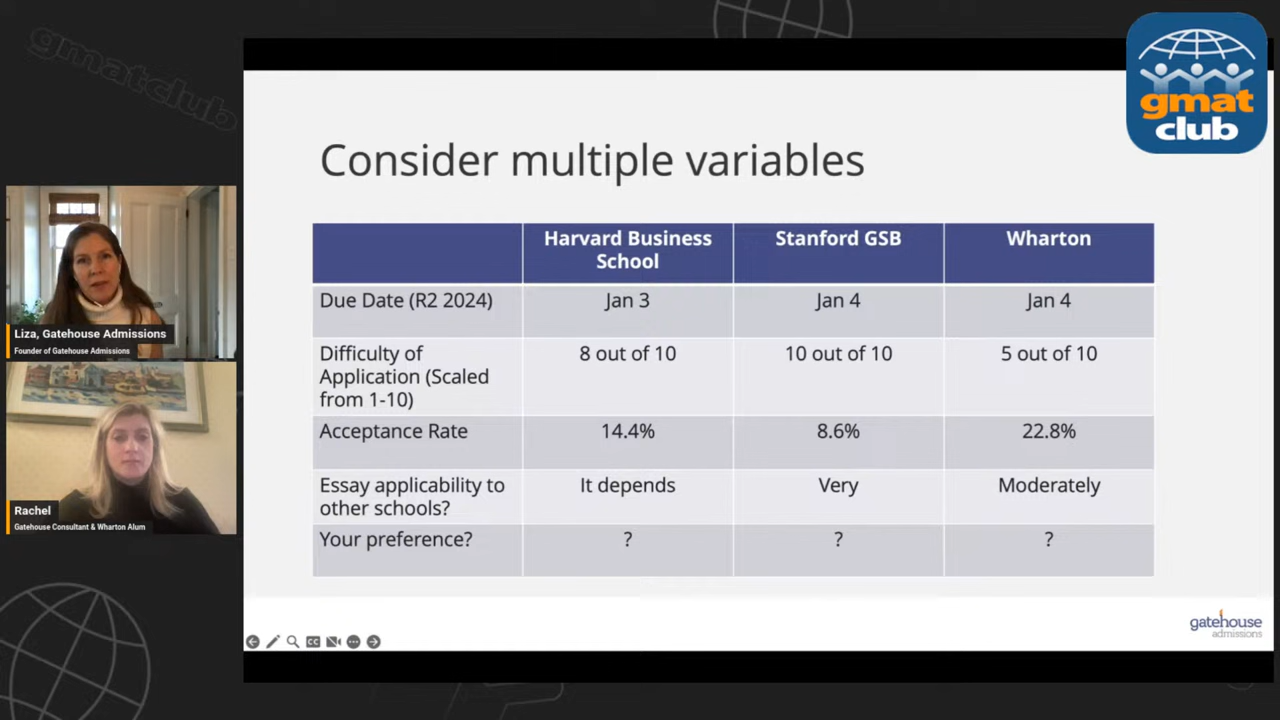 gmatclub
gmat
club
Consider multiple variables
Harvard Business
School
Stanford GSB
Wharton
Due Date (R2 2024)
Jan 3
Jan 4
Jan 4
Difficulty of
Application (Scaled
from 1-10)
8 out of 10
10 out of 10
5 out of 10
Acceptance Rate
14.4%
8.6%
22.8%
Essay applicability to
other schools?
It depends
Very
Moderately
Your preference?
?
?
?
Liza, Gatehouse Admissions
Founder of Gatehouse Admissions
Rachel
Gatehouse Consultant & Wharton Alum
CC
gatehouse
admissions